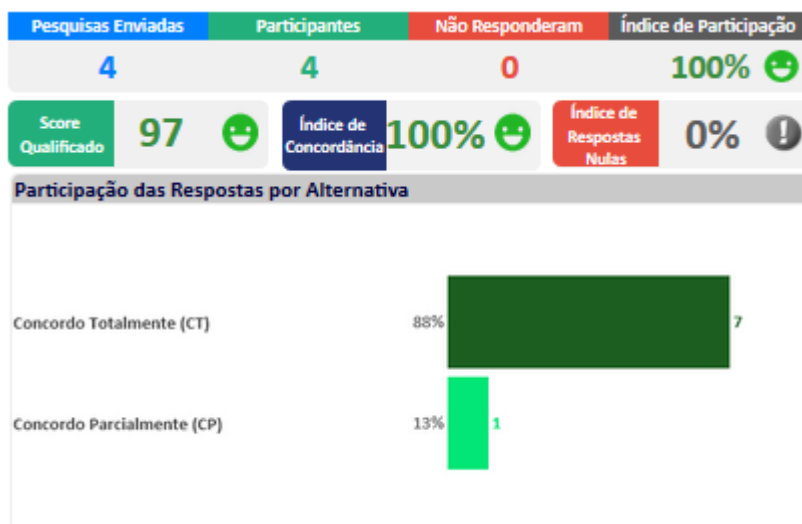 Pesquisas Enviadas Participantes Não Responderam Índice de Participação
4 4 0 100%
Score Qualificado 97
Índice de Concordância 100%
Índice de Respostas Nulas 0%
Participação das Respostas por Alternativa
Concordo Totalmente (CT) 88% 7
Concordo Parcialmente (CP) 13% 1